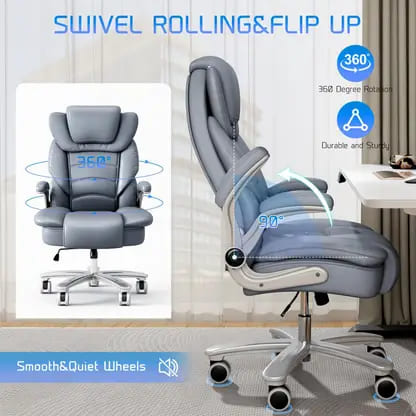 SWIVEL ROLLING&FLIP UP
360°
360 Degree Rotation
Durable and Sturdy
360°
90°
Smooth&Quiet Wheels